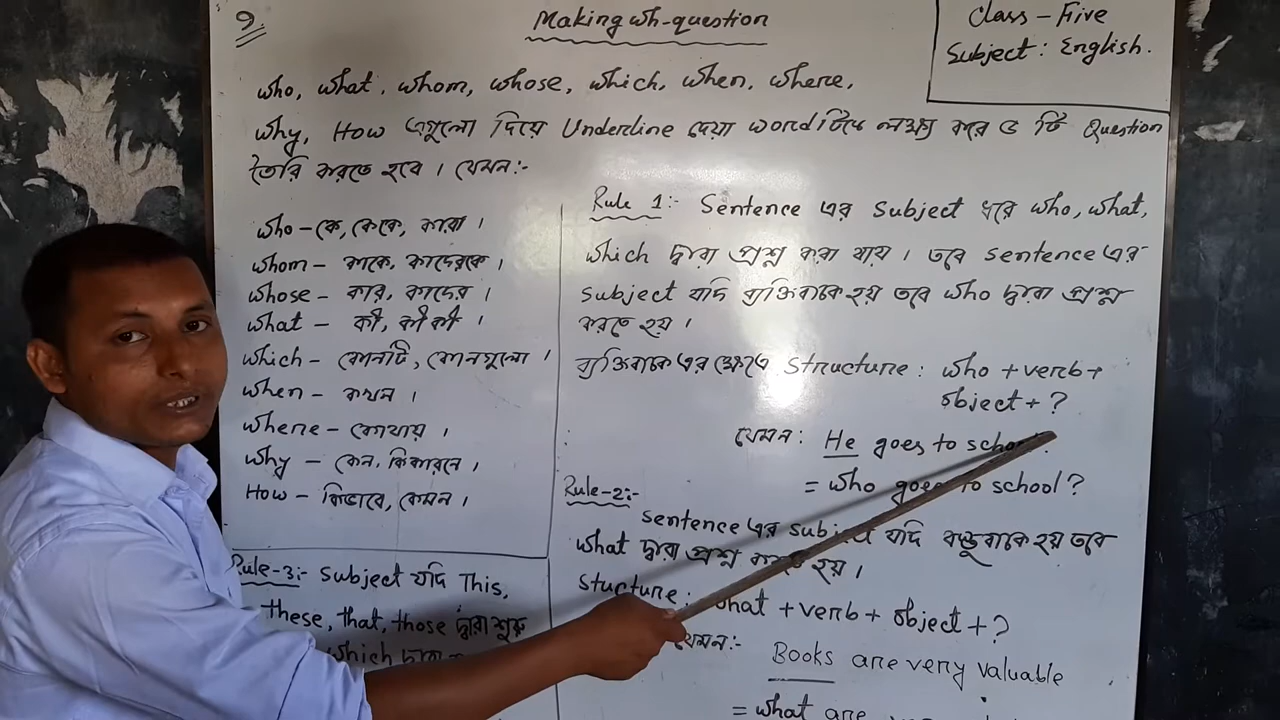 9
Making wh-question
Class - Five
Subject: English.
who, what, whom, whose, which, when, where,
why, How এগুলো দিয়ে Underline দেয়া wordটিকে লক্ষ্য করে ৫ টি Question
তৈরি করতে হবে। যেমন:-
who - কে, কেকে, কারা।
whom - কাকে, কাদেরকে।
whose - কার, কাদের।
what - কী, কী কী।
which - কোনটি, কোনগুলো।
when - কখন।
where - কোথায়।
why - কেন, কিকারনে।
How - কিভাবে, কেমন।
Rule-3:- Subject যদি This,
these, that, those দ্বারা শুরু
which
Rule 1:- Sentence এর Subject ধরে who, what,
which দ্বারা প্রশ্ন করা যায়। তবে sentence এর
subject যদি ব্যক্তিবাচক হয় তবে who দ্বারা প্রশ্ন
করতে হয়।
ব্যক্তিবাচক এর ক্ষেত্রে structure: who + verb +
object + ?
যেমন: He goes to school.
= who goes to school?
Rule-2:-
sentence এর subject যদি বস্তুবাচক হয় তবে
what দ্বারা প্রশ্ন করতে হয়।
Stucture: what + verb + object + ?
যেমন:- Books are very valuable
= what are